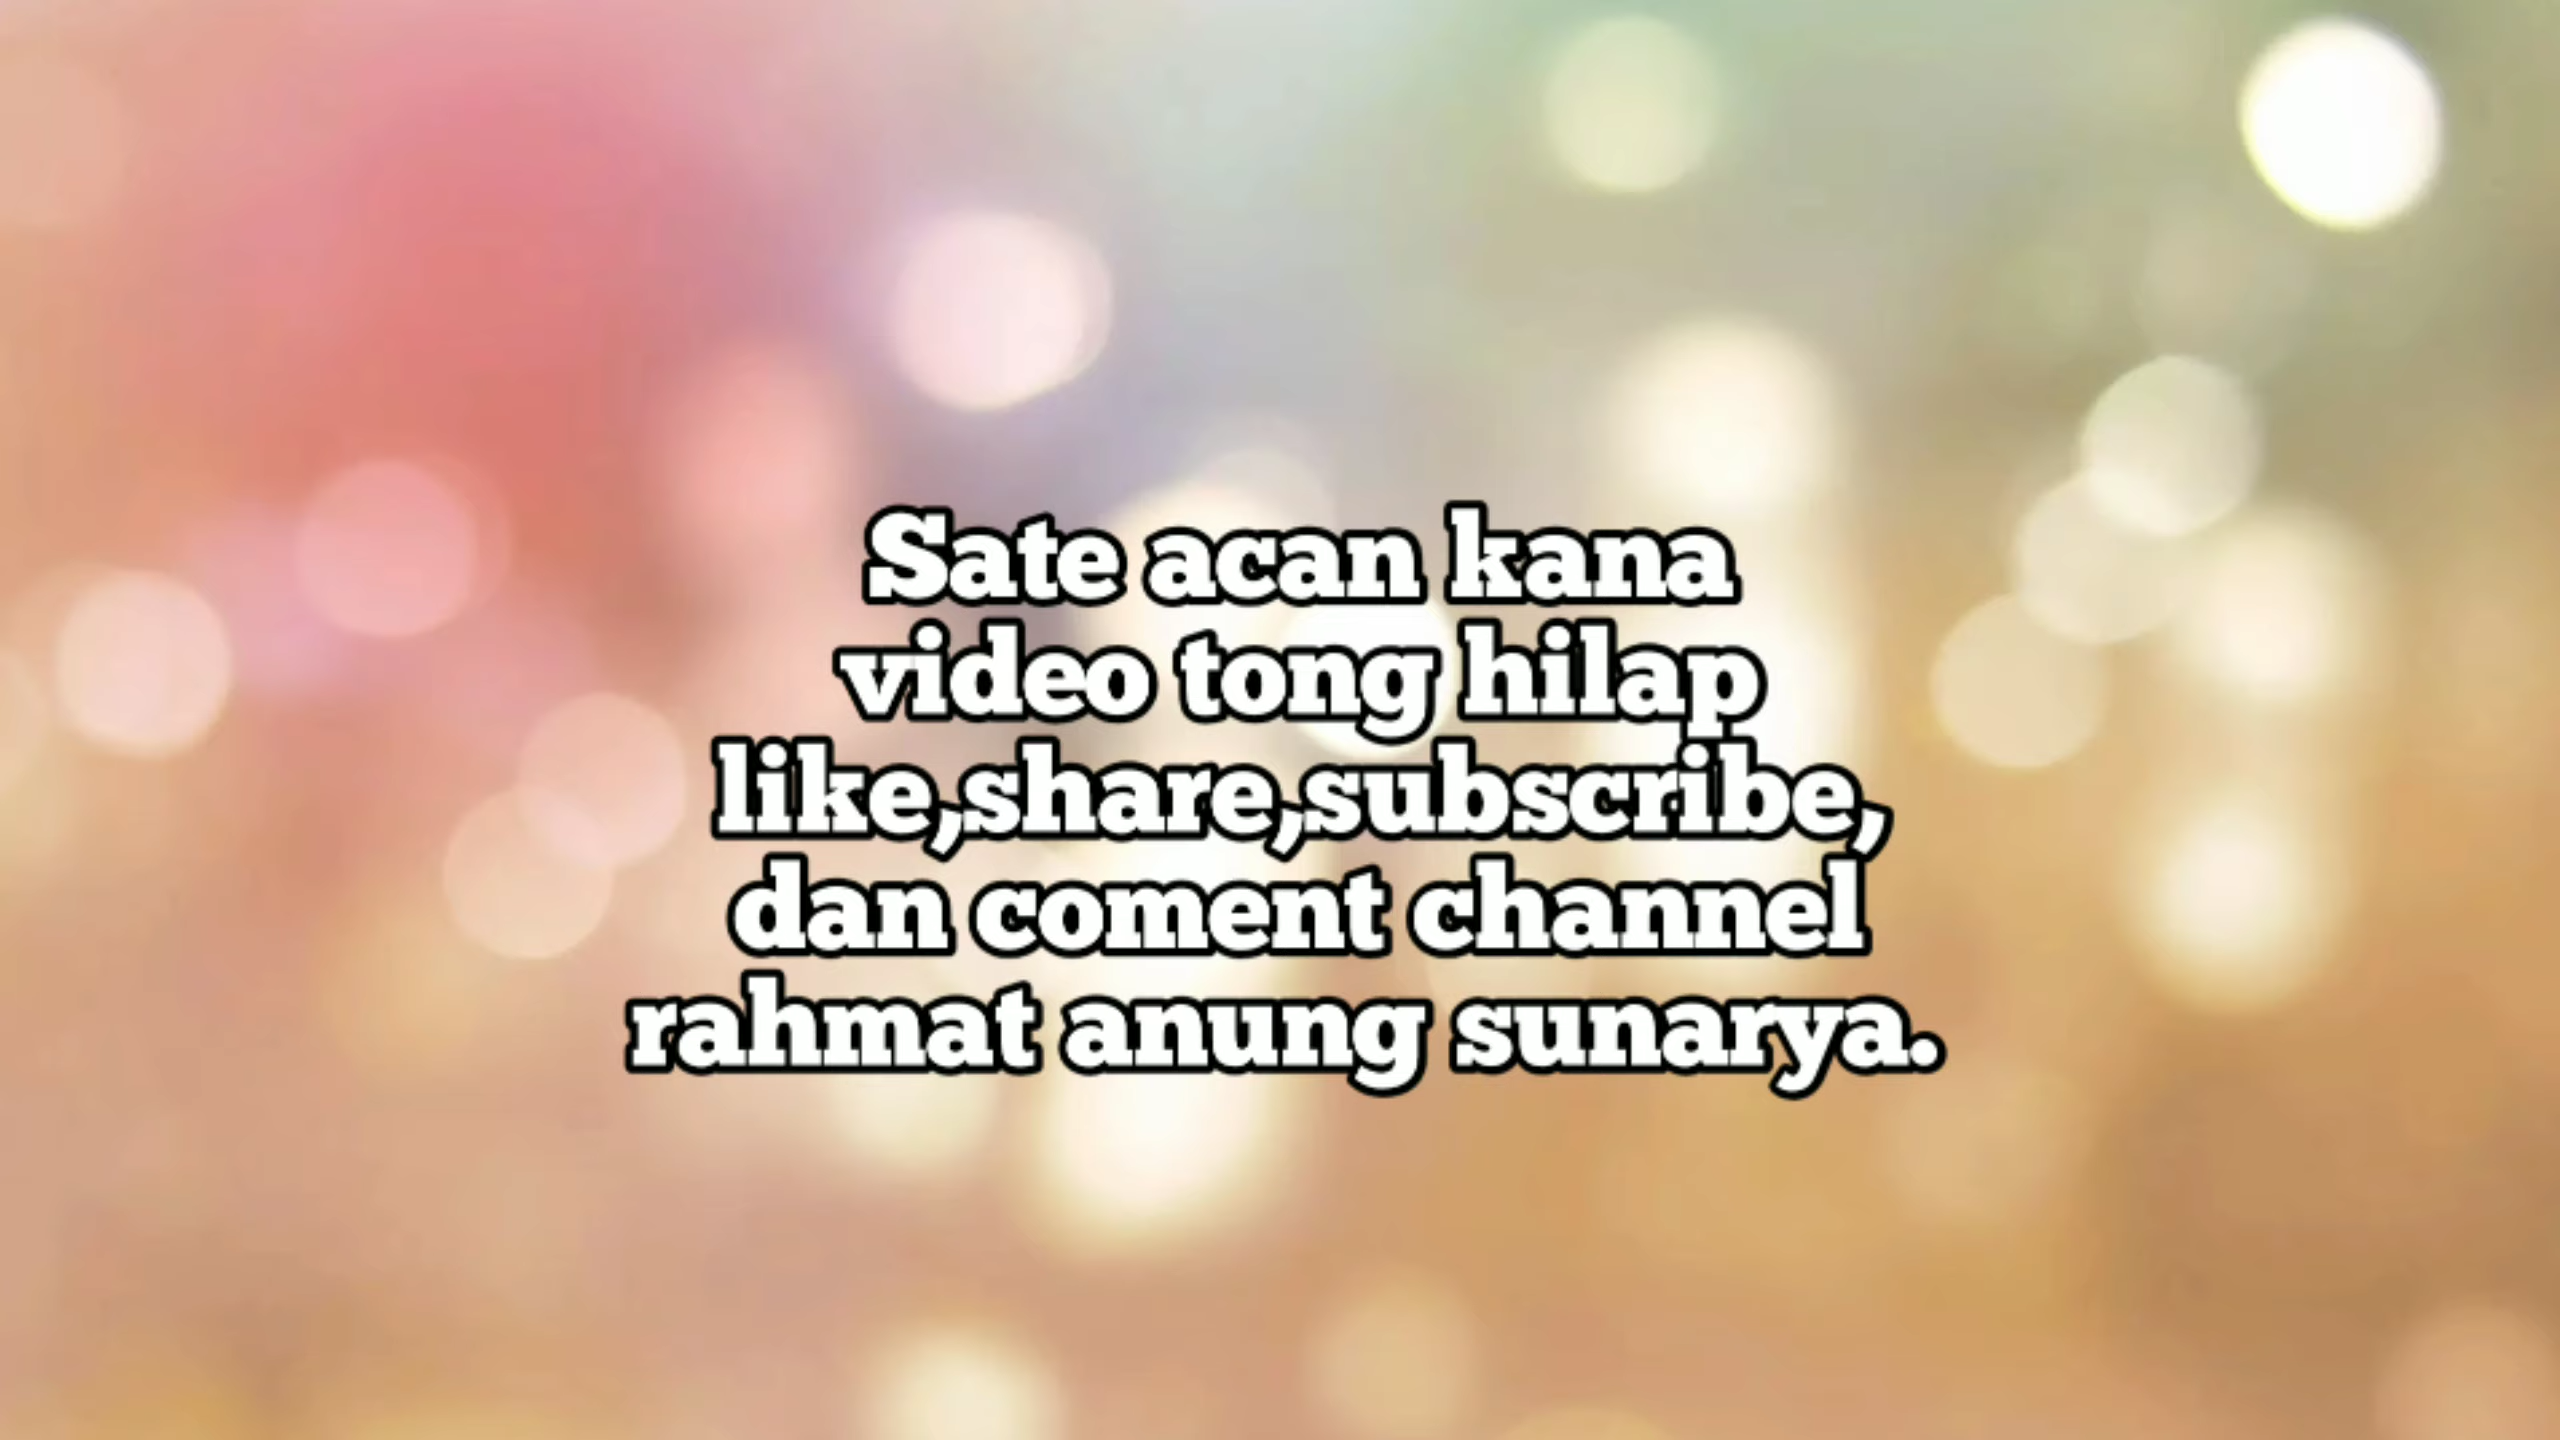 Sate acan kana
video tong hilap
like,share,subscribe,
dan coment channel
rahmat anung sunarya.